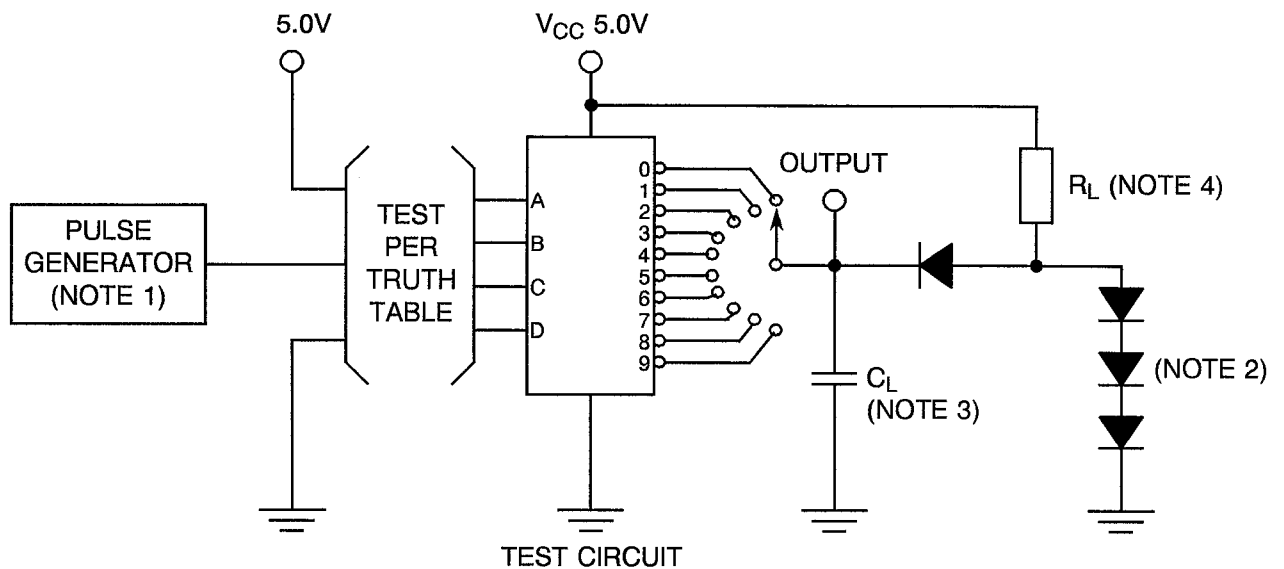 5.0V
VCC 5.0V
PULSE
GENERATOR
(NOTE 1)
TEST
PER
TRUTH
TABLE
A
B
C
D
0
1
2
3
4
5
6
7
8
9
OUTPUT
RL (NOTE 4)
CL
(NOTE 3)
(NOTE 2)
TEST CIRCUIT